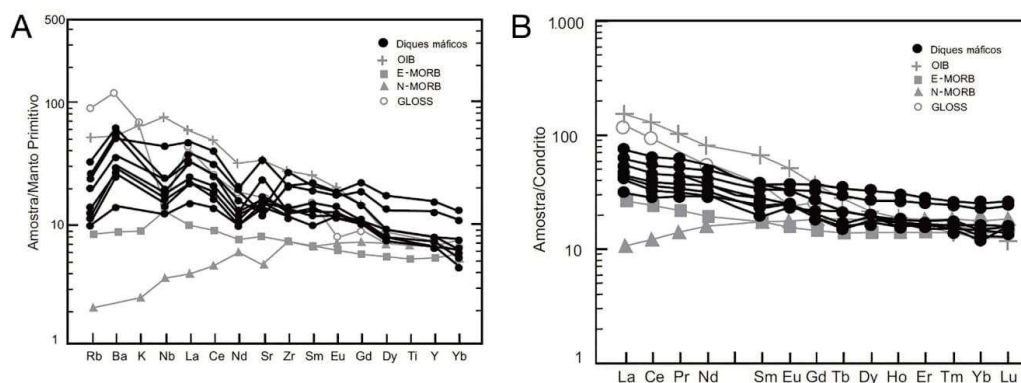 A
500
100
10
1
Amostra/Manto Primitivo
Diques máficos
OIB
E-MORB
N-MORB
GLOSS
Rb Ba K Nb La Ce Nd Sr Zr Sm Eu Gd Dy Ti Y Yb
B
1.000
100
10
1
Amostra/Condrito
Diques máficos
OIB
E-MORB
N-MORB
GLOSS
La Ce Pr Nd Sm Eu Gd Tb Dy Ho Er Tm Yb Lu